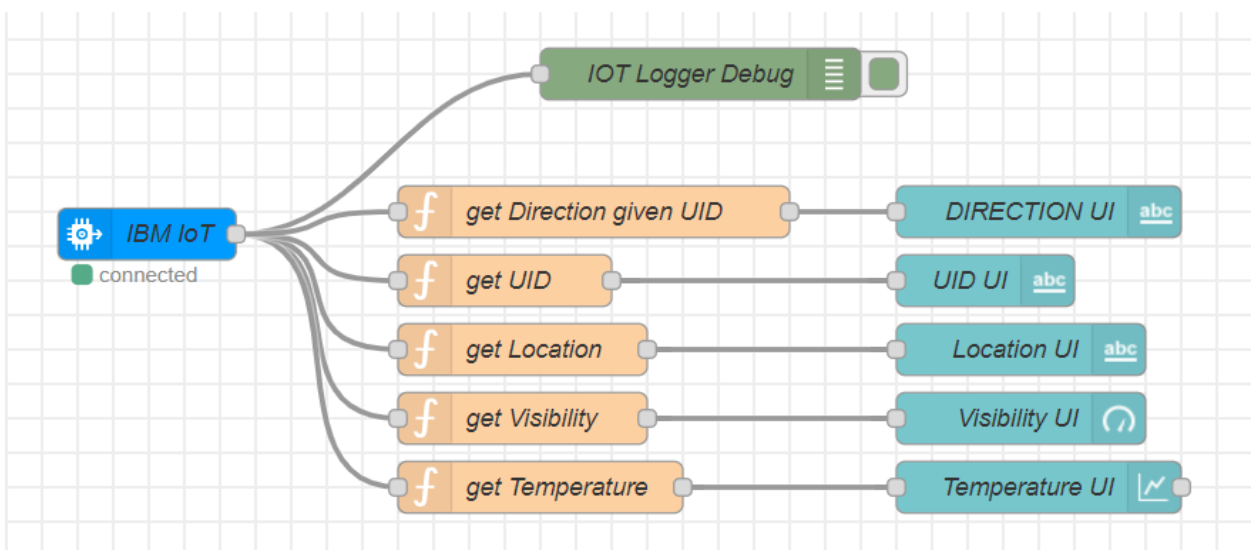 IOT Logger Debug
get Direction given UID
DIRECTION UI abc
IBM IoT
connected
get UID
UID UI abc
get Location
Location UI abc
get Visibility
Visibility UI
get Temperature
Temperature UI